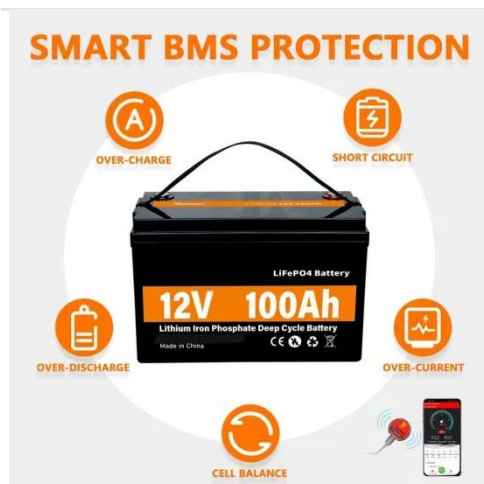 SMART BMS PROTECTION
OVER-CHARGE
SHORT CIRCUIT
LiFePO4 Battery
12V 100Ah
Lithium Iron Phosphate Deep Cycle Battery
Made in China
CE
OVER-DISCHARGE
OVER-CURRENT
CELL BALANCE